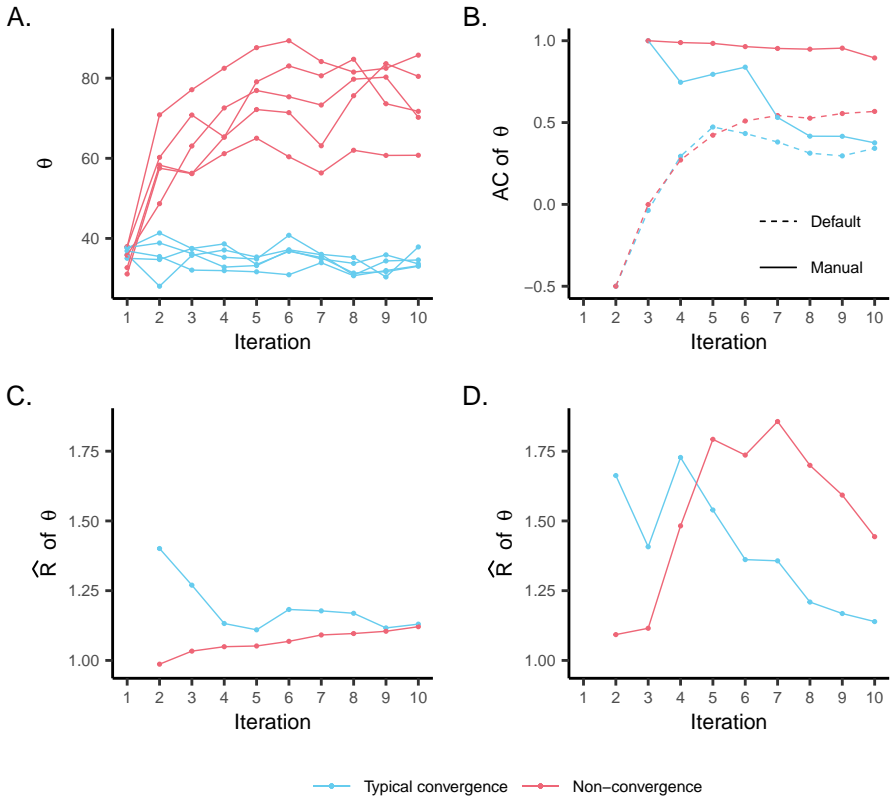 A.
θ
80
60
40
1 2 3 4 5 6 7 8 9 10
Iteration
B.
AC of θ
1.0
0.5
0.0
−0.5
Default
Manual
1 2 3 4 5 6 7 8 9 10
Iteration
C.
R̂ of θ
1.75
1.50
1.25
1.00
1 2 3 4 5 6 7 8 9 10
Iteration
D.
R̂ of θ
1.75
1.50
1.25
1.00
1 2 3 4 5 6 7 8 9 10
Iteration
Typical convergence Non−convergence